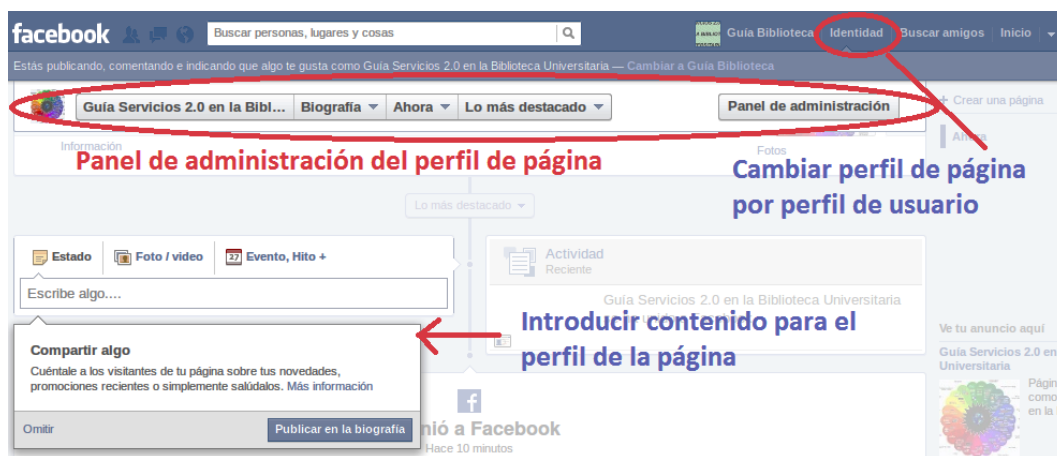 facebook
Buscar personas, lugares y cosas
Guía Biblioteca Identidad Buscar amigos Inicio
Estás publicando, comentando e indicando que algo te gusta como Guía Servicios 2.0 en la Biblioteca Universitaria — Cambiar a Guía Biblioteca
Guía Servicios 2.0 en la Bibl... Biografía Ahora Lo más destacado Panel de administración
+ Crear una página
Ahora
Información
Fotos
Panel de administración del perfil de página
Cambiar perfil de página
por perfil de usuario
Lo más destacado
Estado Foto / video 27 Evento, Hito +
Escribe algo....
Actividad
Reciente
Guía Servicios 2.0 en la Biblioteca Universitaria
Introducir contenido para el
perfil de la página
Compartir algo
Cuéntale a los visitantes de tu página sobre tus novedades,
promociones recientes o simplemente salúdalos. Más información
Omitir Publicar en la biografía
nió a Facebook
Hace 10 minutos
Ve tu anuncio aquí
Guía Servicios 2.0 en
Universitaria
Págin
como
en la